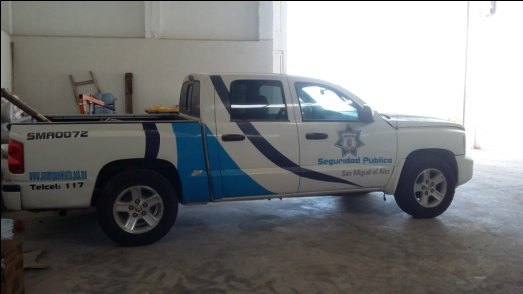 SMA0072
Telcel: 117
Seguridad Pública
San Miguel el Alto